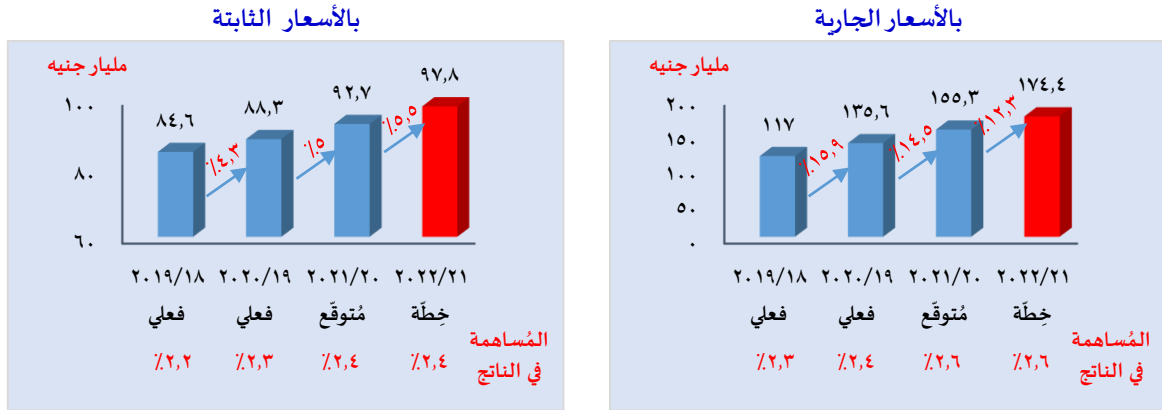 بالأسعار الجارية
مليار جنيه
٢٠٠
١٥٠
١٠٠
٥٠
٠
١١٧
١٣٥,٦
١٥٥,٣
١٧٤,٤
٪١٥,٩
٪١٤,٥
٪١٢,٣
٢٠١٩/١٨ ٢٠٢٠/١٩ ٢٠٢١/٢٠ ٢٠٢٢/٢١
فعلي فعلي مُتوقّع خِطّة
المُساهمة في الناتج
٪٢,٣ ٪٢,٤ ٪٢,٦ ٪٢,٦
بالأسعار الثابتة
مليار جنيه
١٠٠
٨٠
٦٠
٨٤,٦
٨٨,٣
٩٢,٧
٩٧,٨
٪٤,٣
٪٥
٪٥,٥
٢٠١٩/١٨ ٢٠٢٠/١٩ ٢٠٢١/٢٠ ٢٠٢٢/٢١
فعلي فعلي مُتوقّع خِطّة
المُساهمة في الناتج
٪٢,٢ ٪٢,٣ ٪٢,٤ ٪٢,٤